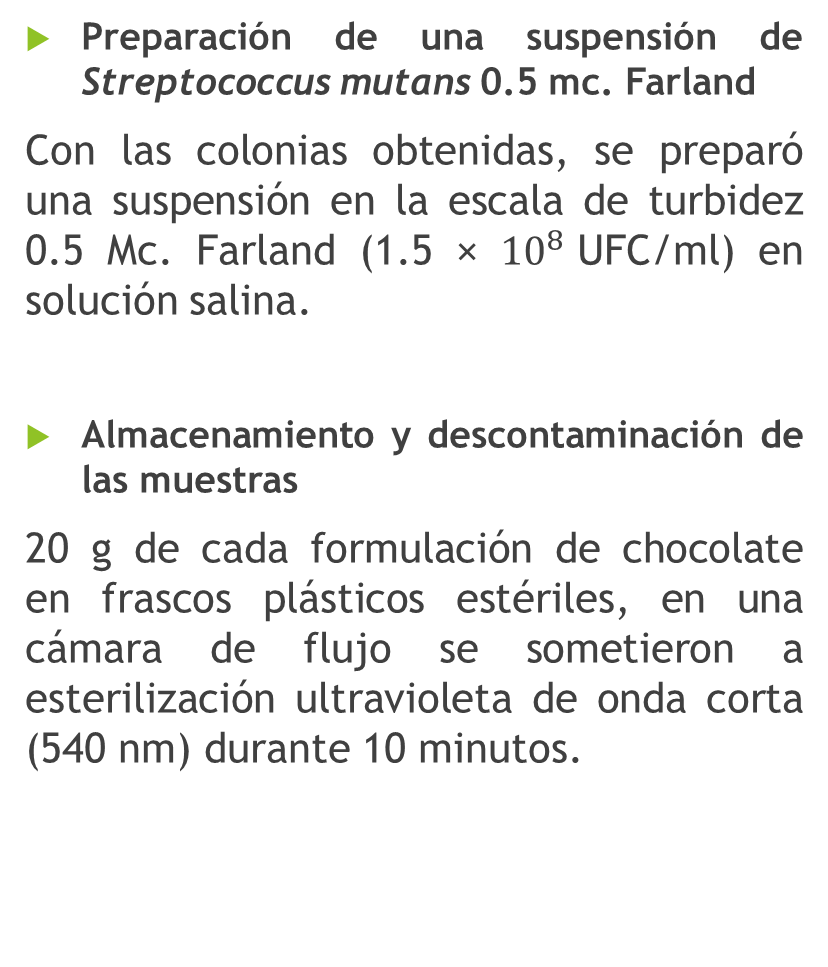 Preparación de una suspensión de
Streptococcus mutans 0.5 mc. Farland
Con las colonias obtenidas, se preparó
una suspensión en la escala de turbidez
0.5 Mc. Farland (1.5 × 10⁸ UFC/ml) en
solución salina.
Almacenamiento y descontaminación de
las muestras
20 g de cada formulación de chocolate
en frascos plásticos estériles, en una
cámara de flujo se sometieron a
esterilización ultravioleta de onda corta
(540 nm) durante 10 minutos.